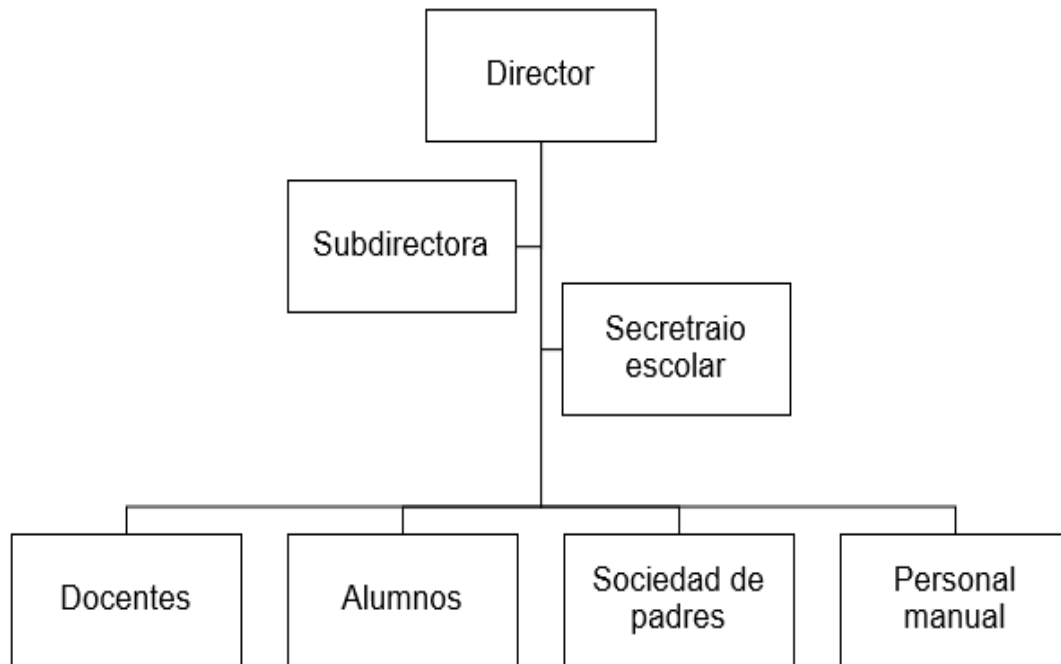 Director
Subdirectora
Secretraio
escolar
Docentes
Alumnos
Sociedad de
padres
Personal
manual